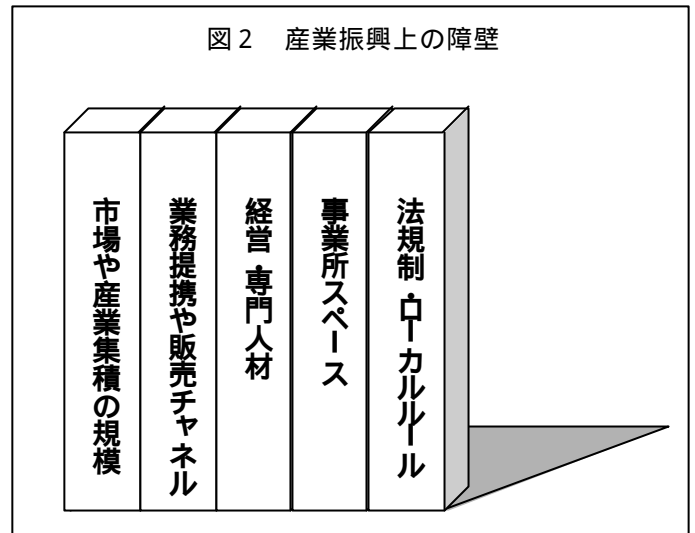 図2 産業振興上の障壁
市場や産業集積の規模
業務提携や販売チャネル
経営・専門人材
事業所スペース
法規制・ローカルルール